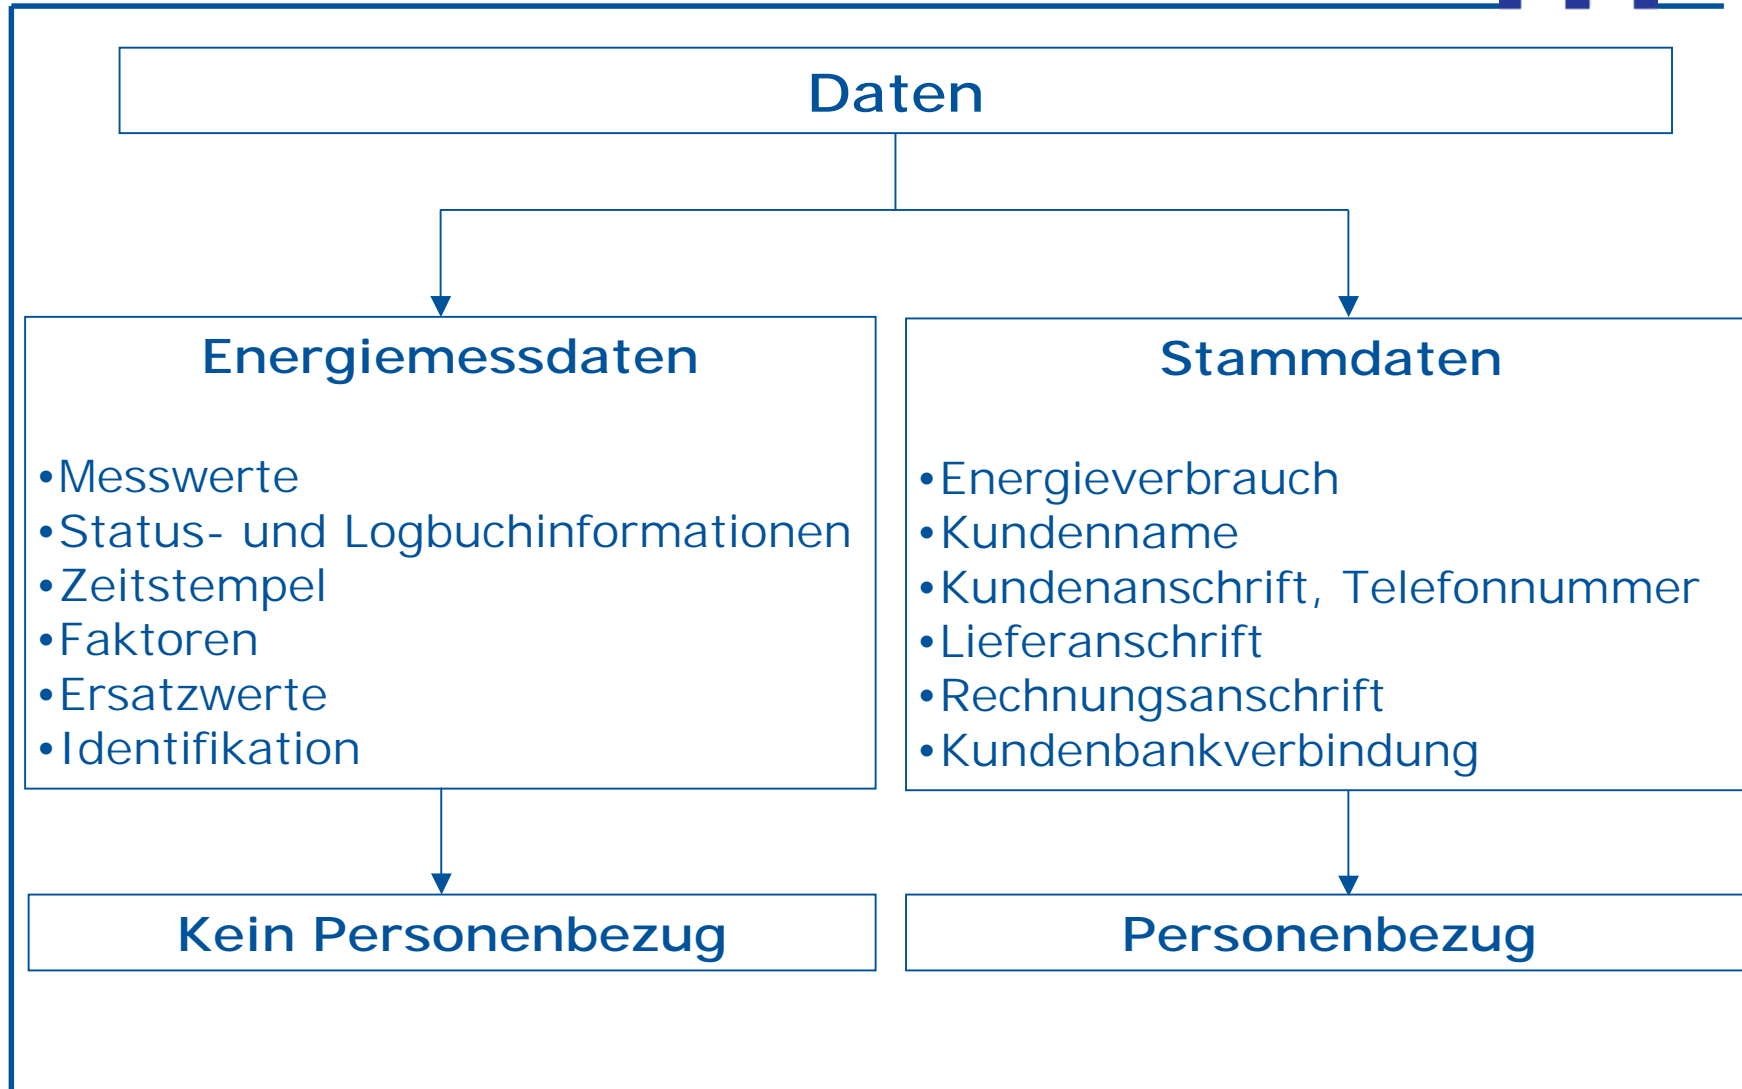 Daten
Energiemessdaten
•Messwerte
•Status- und Logbuchinformationen
•Zeitstempel
•Faktoren
•Ersatzwerte
•Identifikation
Kein Personenbezug
Stammdaten
•Energieverbrauch
•Kundenname
•Kundenanschrift, Telefonnummer
•Lieferanschrift
•Rechnungsanschrift
•Kundenbankverbindung
Personenbezug